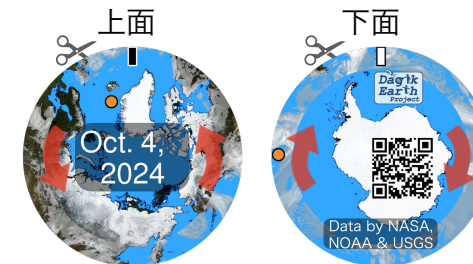 上面
下面
Oct. 4,
2024
Dagik
Earth
Project
Data by NASA,
NOAA & USGS